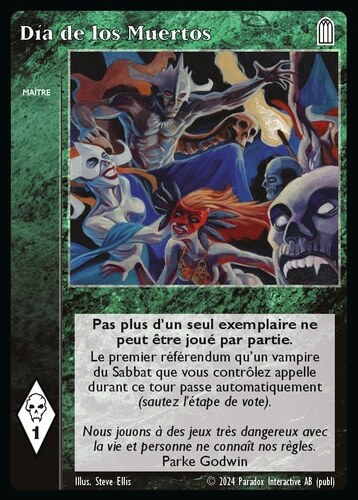 Día de los Muertos
MAÎTRE
Pas plus d'un seul exemplaire ne
peut être joué par partie.
Le premier référendum qu'un vampire
du Sabbat que vous contrôlez appelle
durant ce tour passe automatiquement
(sautez l'étape de vote).
Nous jouons à des jeux très dangereux avec
la vie et personne ne connaît nos règles.
Parke Godwin
1
Illus. Steve Ellis
© 2024 Paradox Interactive AB (publ)